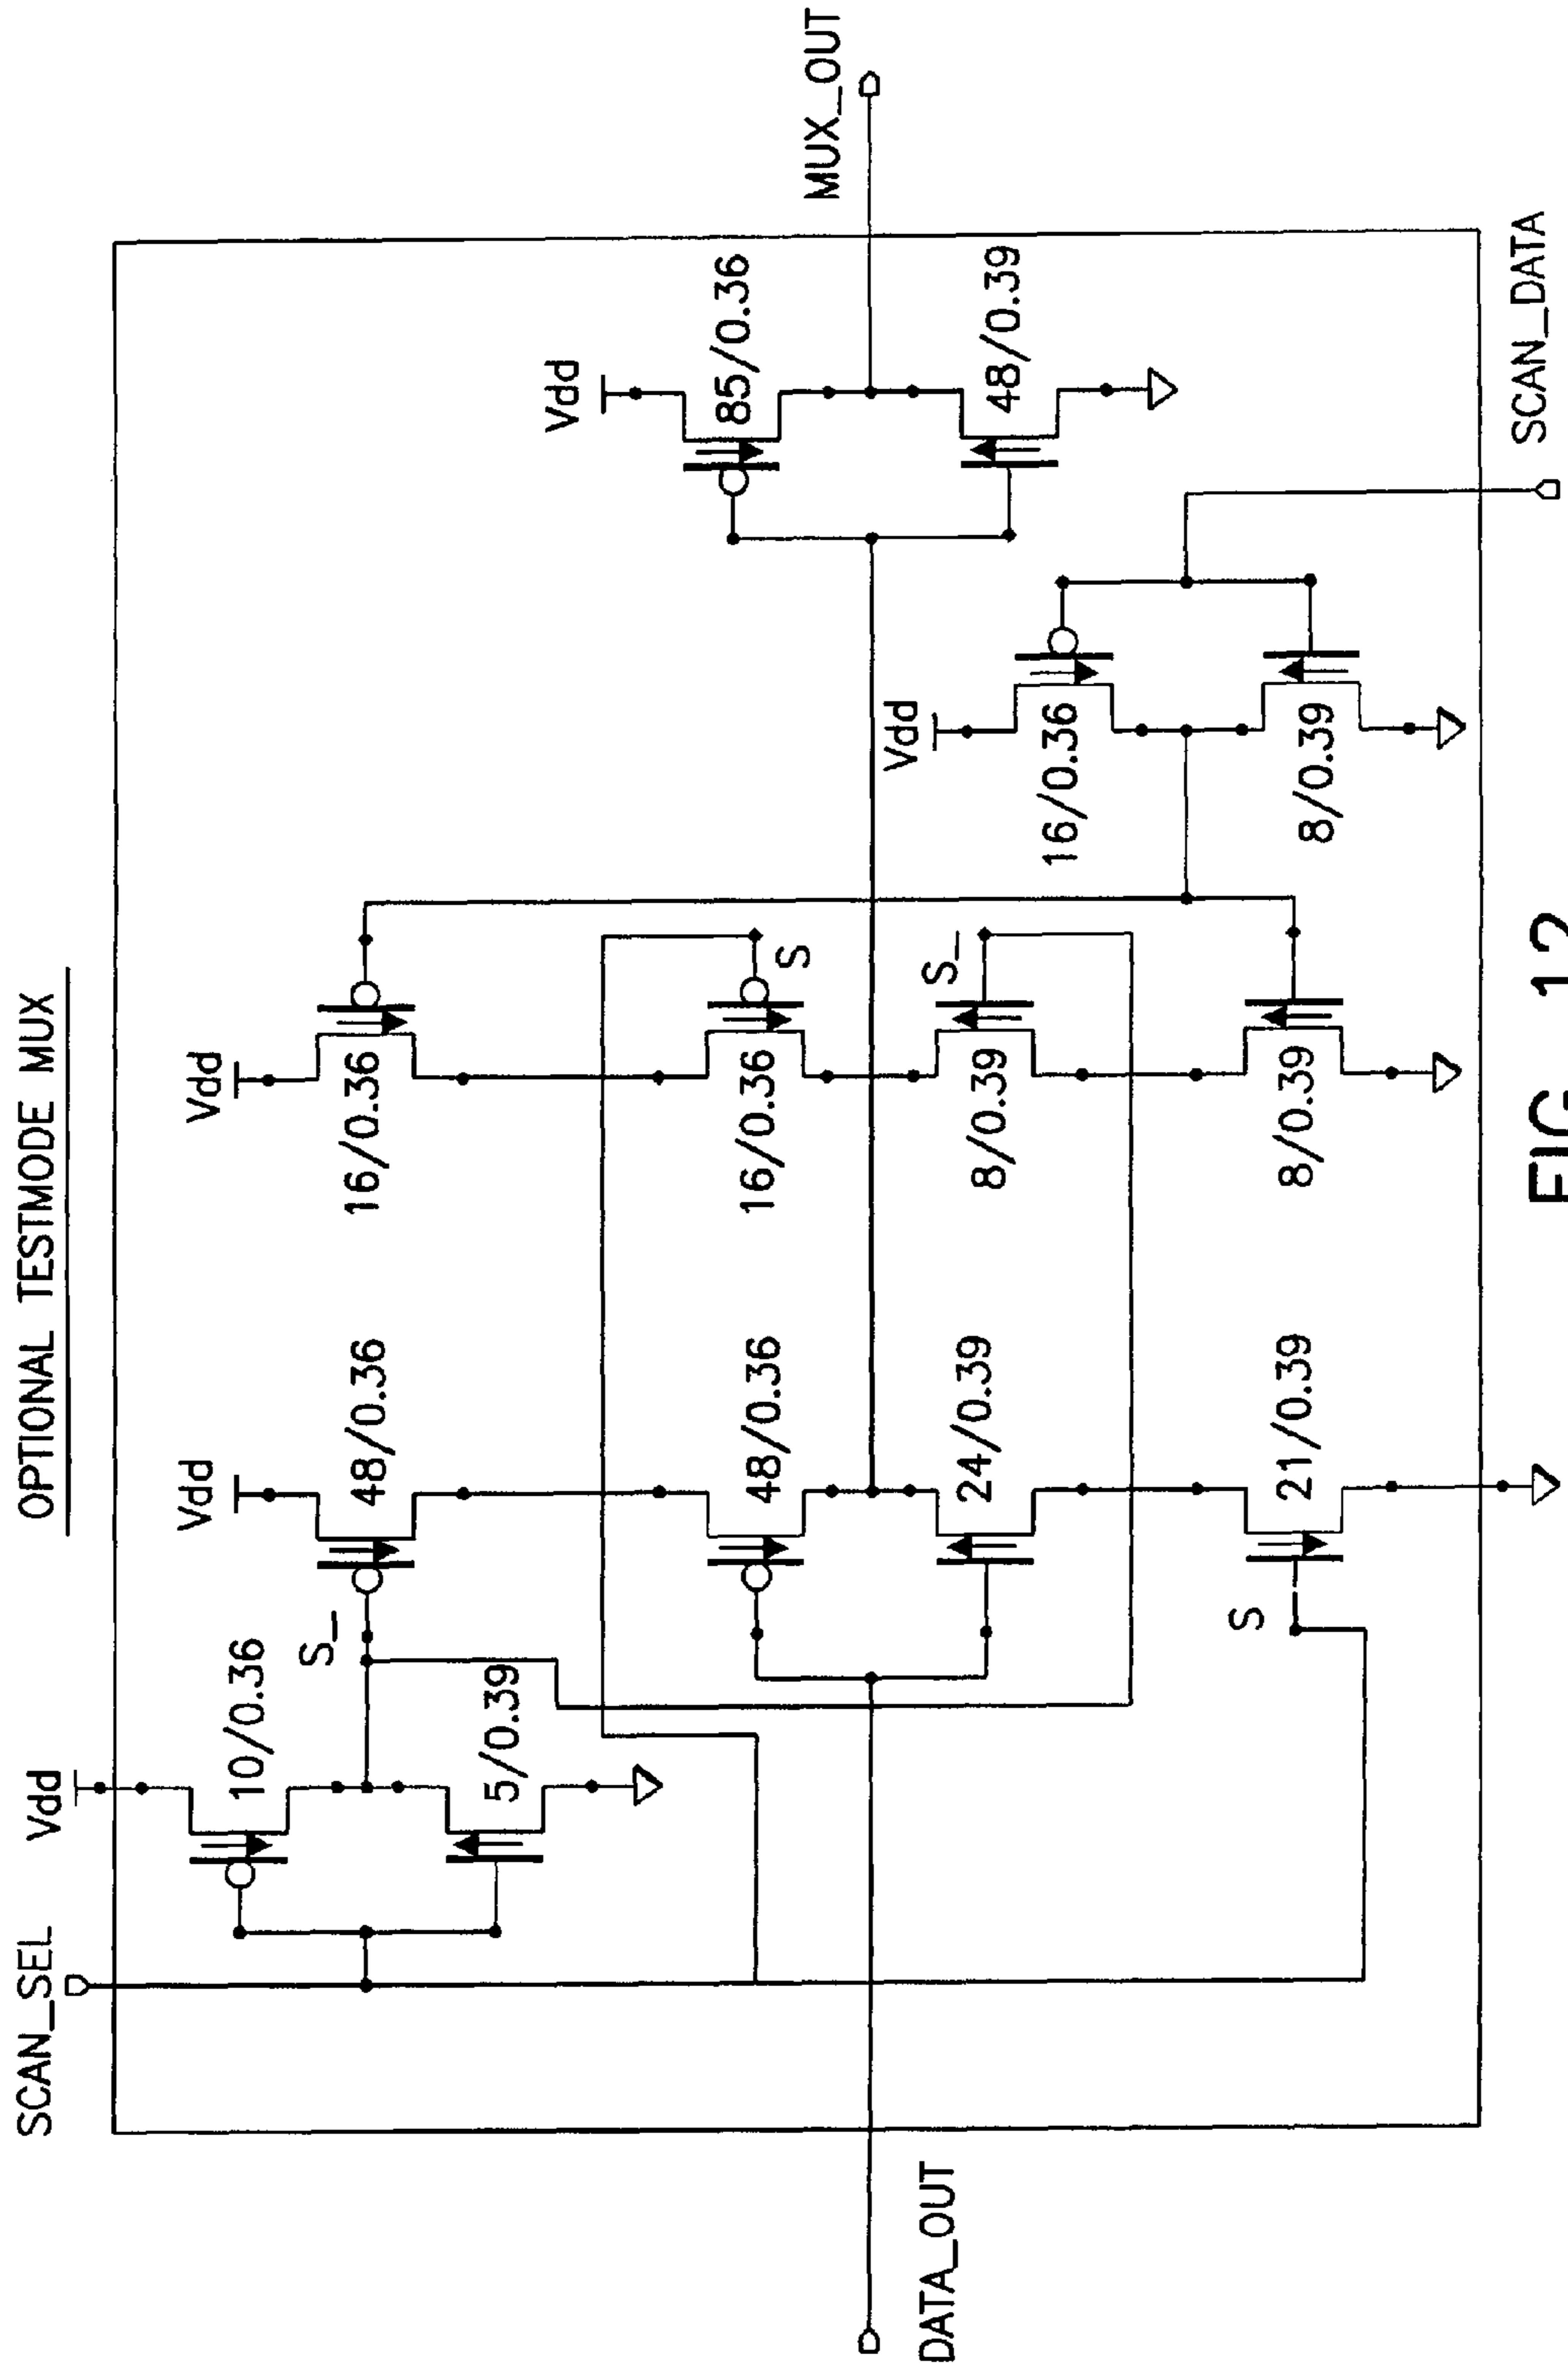 OPTIONAL TESTMODE MUX
SCAN_SEL
Vdd
10/0.36
5/0.39
S_
Vdd
48/0.36
48/0.36
24/0.39
21/0.39
S
Vdd
16/0.36
16/0.36
S
S_
8/0.39
8/0.39
Vdd
16/0.36
8/0.39
Vdd
85/0.36
48/0.39
MUX_OUT
SCAN_DATA
DATA_OUT
FIG. 12